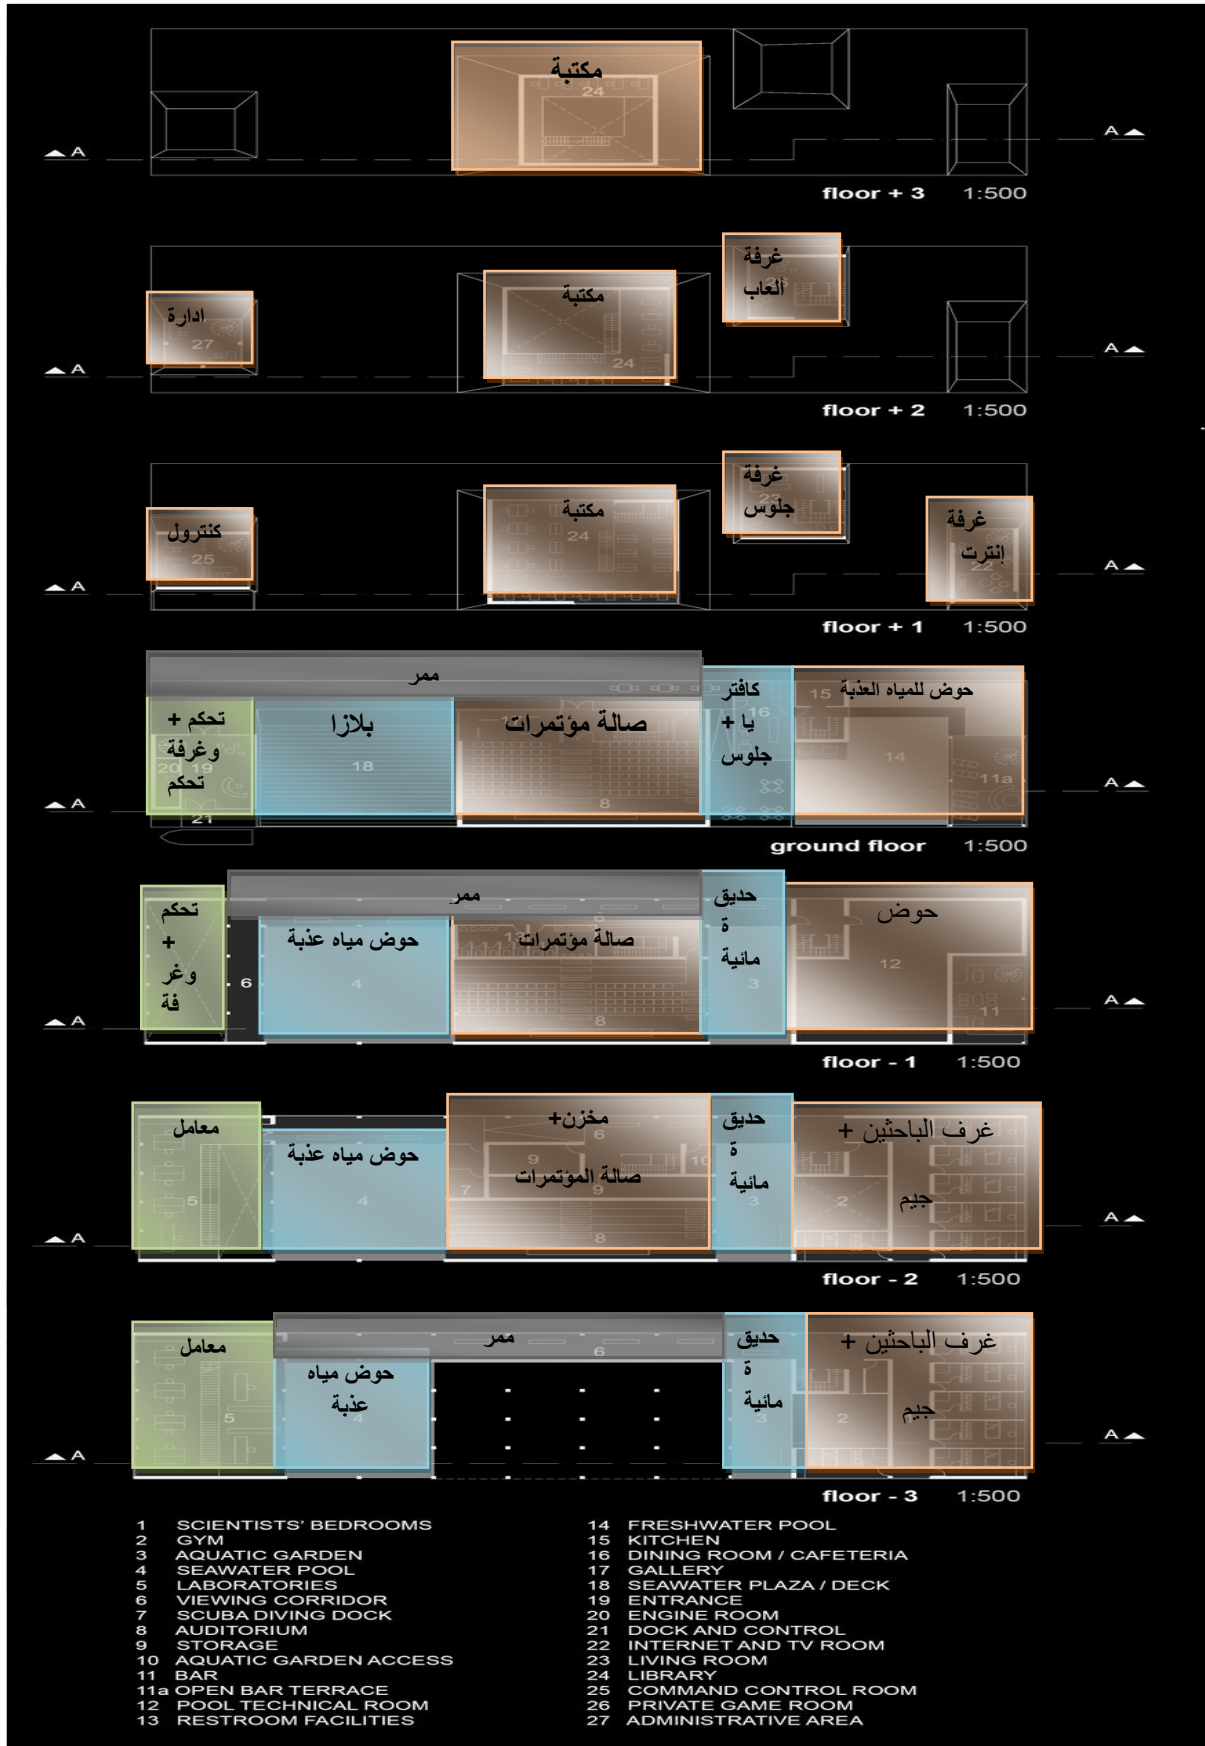 مكتبة
24
A
A
floor + 3 1:500
غرفة
ألعاب
26
مكتبة
24
ادارة
27
A
A
floor + 2 1:500
غرفة
جلوس
23
مكتبة
24
كنترول
25
غرفة
إنترت
22
A
A
floor + 1 1:500
ممر
تحكم +
وغرفة
تحكم
20 19
21
بلازا
18
صالة مؤتمرات
8
كافتر
يا +
جلوس
16
حوض للمياه العذبة
15
14
11a
A
A
ground floor 1:500
تحكم
+
وغر
فة
6
ممر
6
حوض مياه عذبة
4
صالة مؤتمرات
13
8
حديق
ة
مائية
3
حوض
12
11
A
A
floor - 1 1:500
معامل
5
حوض مياه عذبة
4
مخزن+
6
صالة المؤتمرات
9
10
7
9
8
حديق
ة
مائية
3
غرف الباحثين +
جيم
2
A
A
floor - 2 1:500
معامل
5
ممر
6
حوض مياه
عذبة
4
حديق
ة
مائية
3
غرف الباحثين +
جيم
2
A
A
floor - 3 1:500
1 SCIENTISTS' BEDROOMS
2 GYM
3 AQUATIC GARDEN
4 SEAWATER POOL
5 LABORATORIES
6 VIEWING CORRIDOR
7 SCUBA DIVING DOCK
8 AUDITORIUM
9 STORAGE
10 AQUATIC GARDEN ACCESS
11 BAR
11a OPEN BAR TERRACE
12 POOL TECHNICAL ROOM
13 RESTROOM FACILITIES
14 FRESHWATER POOL
15 KITCHEN
16 DINING ROOM / CAFETERIA
17 GALLERY
18 SEAWATER PLAZA / DECK
19 ENTRANCE
20 ENGINE ROOM
21 DOCK AND CONTROL
22 INTERNET AND TV ROOM
23 LIVING ROOM
24 LIBRARY
25 COMMAND CONTROL ROOM
26 PRIVATE GAME ROOM
27 ADMINISTRATIVE AREA